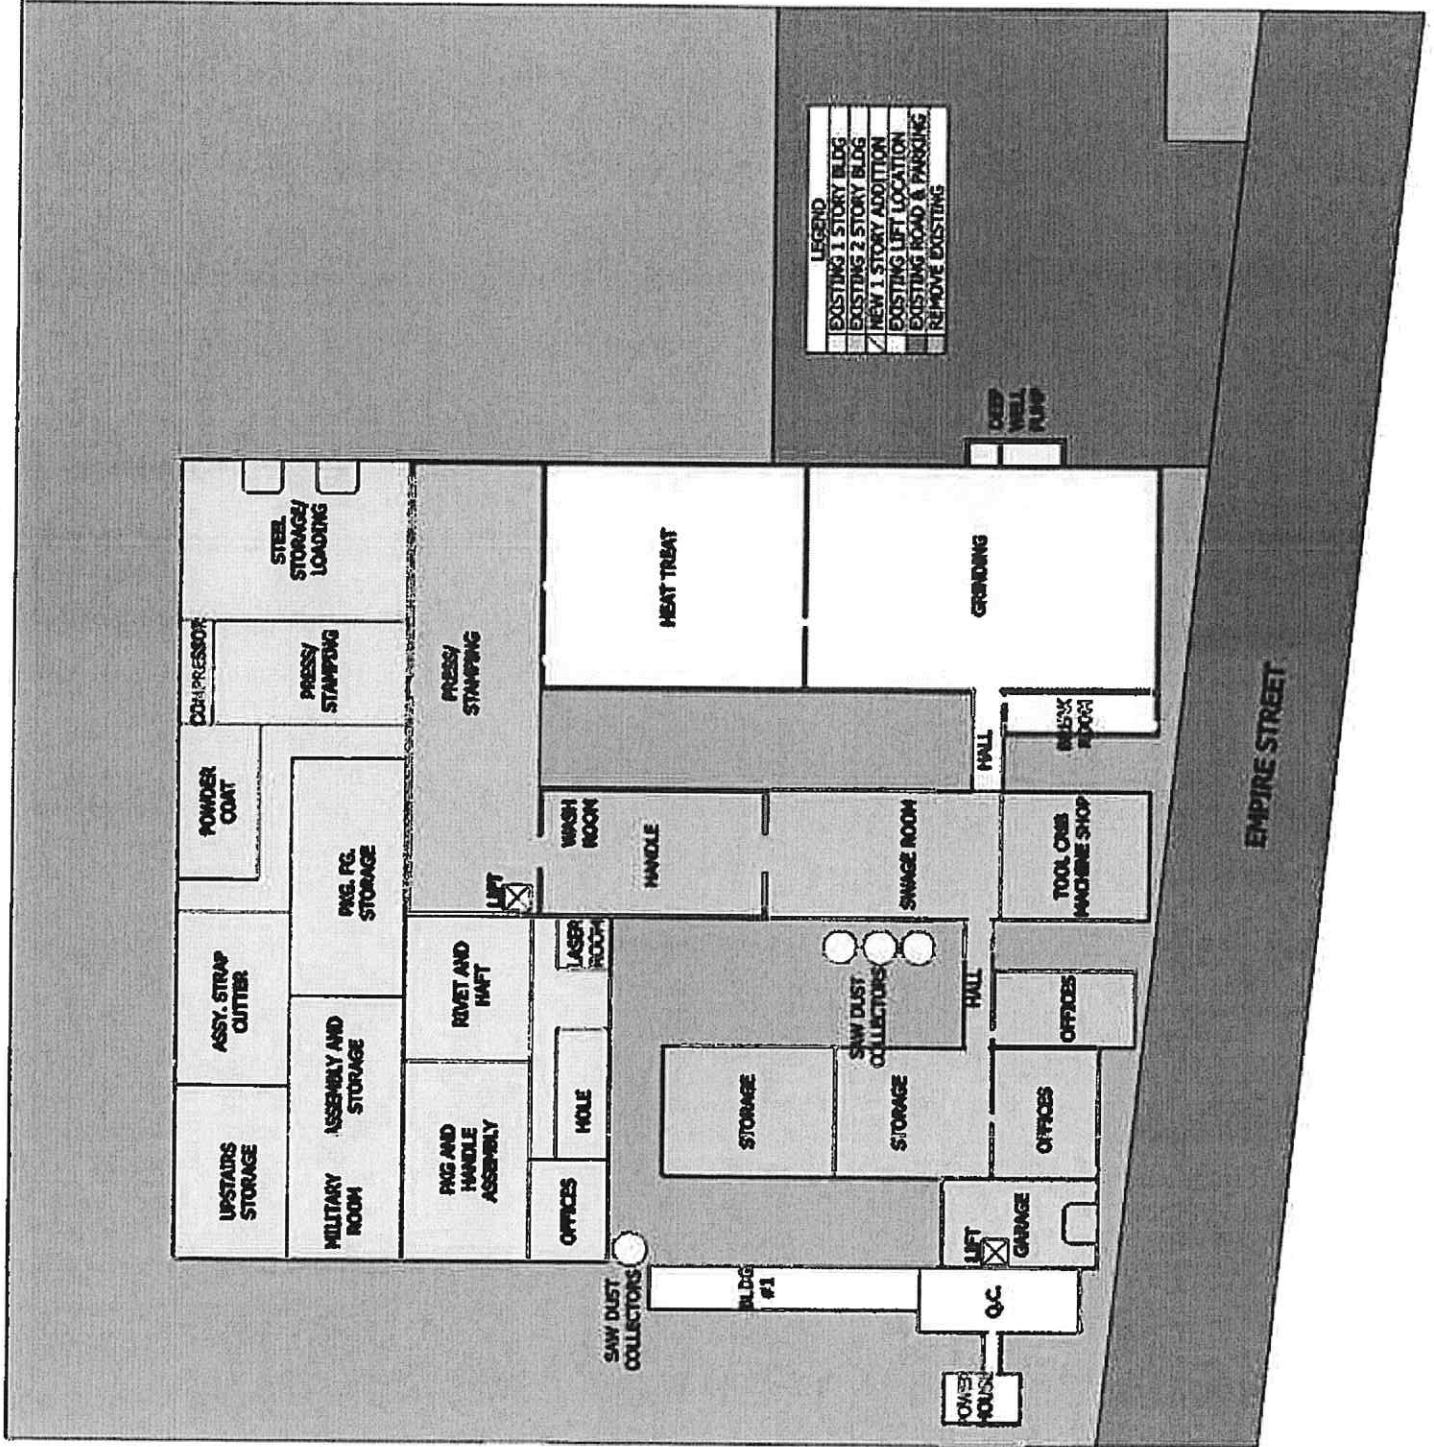 UPSTAIRS
STORAGE
ASSY. STRAP
CUTTER
POWDER
COAT
COMPRESSOR
STEEL
STORAGE/
LOADING
MILITARY
ROOM
ASSEMBLY AND
STORAGE
PKG. FG.
STORAGE
PRESS/
STAMPING
PKG AND
HANDLE
ASSEMBLY
RIVET AND
HAFT
LIFT
PRESS/
STAMPING
OFFICES
HOLE
LASER
ROOM
WASH
ROOM
HANDLE
HEAT TREAT
SAW DUST
COLLECTORS
BLDG
#1
STORAGE
SAW DUST
COLLECTORS
STORAGE
SWAGE ROOM
LEGEND
EXISTING 1 STORY BLDG
EXISTING 2 STORY BLDG
NEW 1 STORY ADDITION
EXISTING LIFT LOCATION
EXISTING ROAD & PARKING
REMOVE EXISTING
POWER
HOUSE
Q.C.
LIFT
GARAGE
HALL
HALL
GRINDING
DEEP
WELL
PUMP
OFFICES
OFFICES
TOOL CRIB
MACHINE SHOP
BREAK
ROOM
EMPIRE STREET